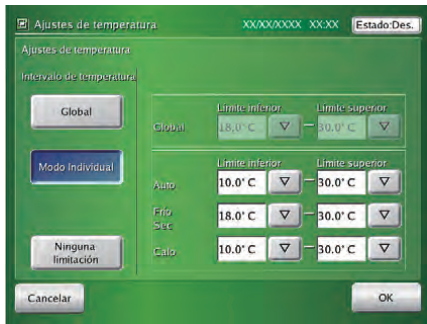 Ajustes de temperatura XX/XX/XXXX XX:XX Estado:Des.
Ajustes de temperatura
Intervalo de temperatura
Global
Límite inferior Límite superior
Global 18.0°C – 30.0°C
Modo Individual
Límite inferior Límite superior
Auto 10.0°C – 30.0°C
Frío
Sec 18.0°C – 30.0°C
Ninguna
limitación
Calo 10.0°C – 30.0°C
Cancelar OK